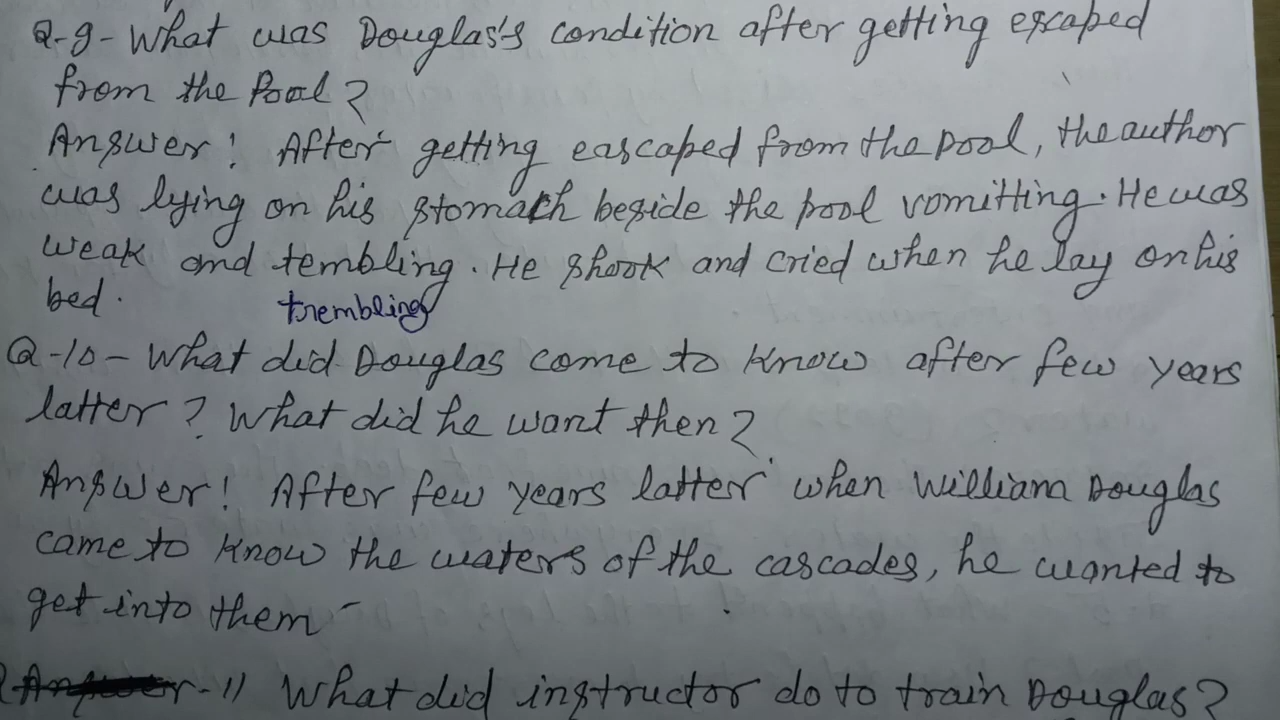 Q-9- What was Douglas's condition after getting escaped
from the Pool?
Answer! After getting eascaped from the pool, the author
was lying on his stomach beside the pool vomitting. He was
weak and tembling. He shook and cried when he lay on his
bed.
trembling
Q-10- What did Douglas come to know after few years
latter? What did he want then?
Answer! After few years latter when William Douglas
came to know the waters of the cascades, he wanted to
get into them -
-11 What did instructor do to train Douglas?